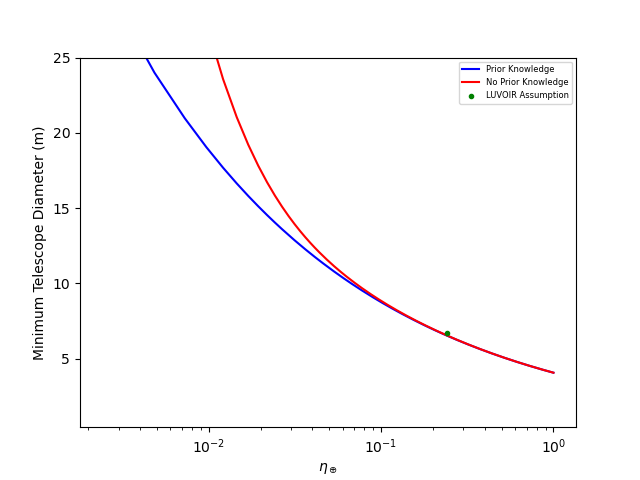 25
20
15
10
5
Minimum Telescope Diameter (m)
Prior Knowledge
No Prior Knowledge
LUVOIR Assumption
10⁻²
10⁻¹
10⁰
η⊕